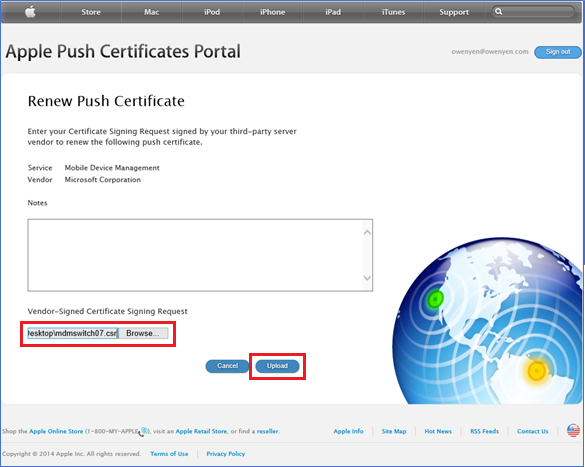 Store Mac iPod iPhone iPad iTunes Support
Apple Push Certificates Portal
owenyen@owenyen.com Sign out
Renew Push Certificate
Enter your Certificate Signing Request signed by your third-party server
vendor to renew the following push certificate.
Service Mobile Device Management
Vendor Microsoft Corporation
Notes
Vendor-Signed Certificate Signing Request
esktop\mdmswitch07.csr Browse...
Cancel Upload
Shop the Apple Online Store (1-800-MY-APPLE), visit an Apple Retail Store, or find a reseller.
Apple Info Site Map Hot News RSS Feeds Contact Us
Copyright © 2014 Apple Inc. All rights reserved. Terms of Use Privacy Policy